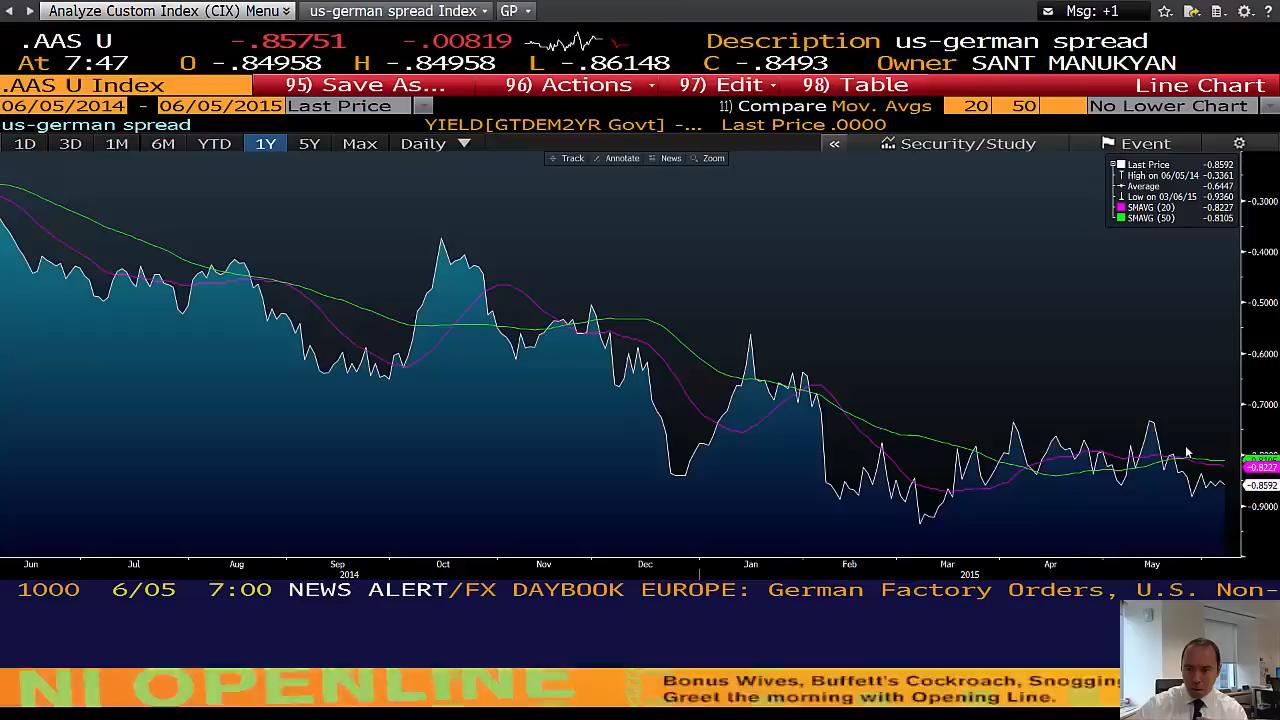 Analyze Custom Index (CIX) Menu us-german spread Index GP Msg: +1
.AAS U -.85751 -.00819 Description us-german spread
At 7:47 O -.84958 H -.84958 L -.86148 C -.8493 Owner SANT MANUKYAN
.AAS U Index 95) Save As... 96) Actions 97) Edit 98) Table Line Chart
06/05/2014 - 06/05/2015 Last Price 11) Compare Mov. Avgs 20 50 No Lower Chart
us-german spread YIELD[GTDEM2YR Govt] -... Last Price .0000
1D 3D 1M 6M YTD 1Y 5Y Max Daily « Security/Study Event
Track Annotate News Zoom
Last Price -0.8592
High on 06/05/14 -0.3361
Average -0.6447
Low on 03/06/15 -0.9360
SMAVG (20) -0.8227
SMAVG (50) -0.8105
-0.3000
-0.4000
-0.5000
-0.6000
-0.7000
-0.8227
-0.8592
-0.9000
Jun Jul Aug Sep Oct Nov Dec Jan Feb Mar Apr May
2014 2015
1000 6/05 7:00 NEWS ALERT/FX DAYBOOK EUROPE: German Factory Orders, U.S. Non-
NI OPENLINE Bonus Wives, Buffett's Cockroach, Snogging
Greet the morning with Opening Line.